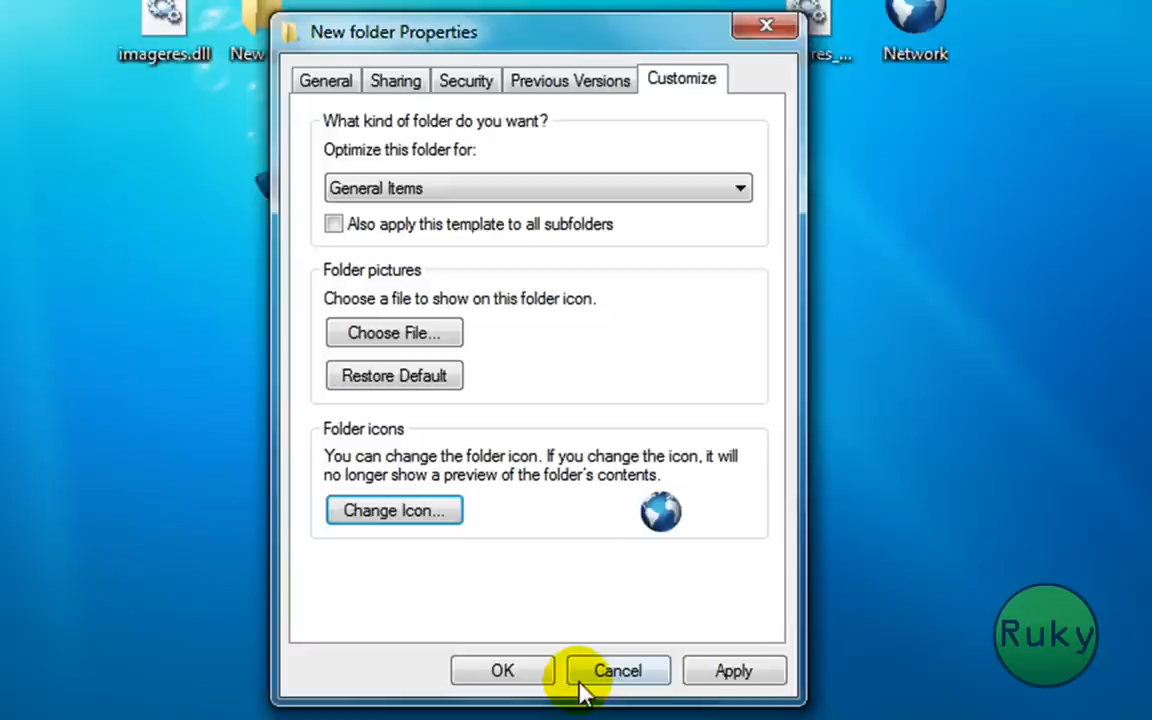 imageres.dll
New
New folder Properties
res_...
Network
General
Sharing
Security
Previous Versions
Customize
What kind of folder do you want?
Optimize this folder for:
General Items
Also apply this template to all subfolders
Folder pictures
Choose a file to show on this folder icon.
Choose File...
Restore Default
Folder icons
You can change the folder icon. If you change the icon, it will
no longer show a preview of the folder's contents.
Change Icon...
OK
Cancel
Apply
Ruky